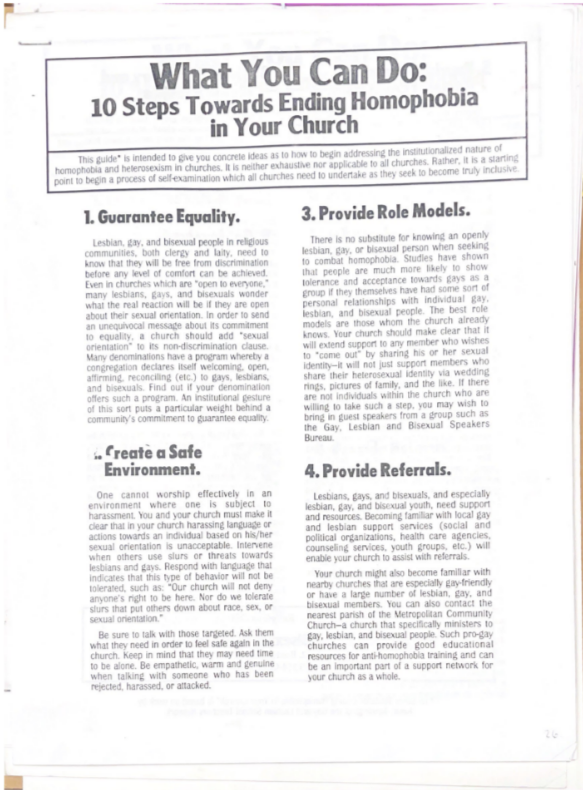 What You Can Do:
10 Steps Towards Ending Homophobia
in Your Church
This guide* is intended to give you concrete ideas as to how to begin addressing the institutionalized nature of
homophobia and heterosexism in churches. It is neither exhaustive nor applicable to all churches. Rather, it is a starting
point to begin a process of self-examination which all churches need to undertake as they seek to become truly inclusive.
1. Guarantee Equality.
Lesbian, gay, and bisexual people in religious
communities, both clergy and laity, need to
know that they will be free from discrimination
before any level of comfort can be achieved.
Even in churches which are "open to everyone,"
many lesbians, gays, and bisexuals wonder
what the real reaction will be if they are open
about their sexual orientation. In order to send
an unequivocal message about its commitment
to equality, a church should add "sexual
orientation" to its non-discrimination clause.
Many denominations have a program whereby a
congregation declares itself welcoming, open,
affirming, reconciling (etc.) to gays, lesbians,
and bisexuals. Find out if your denomination
offers such a program. An institutional gesture
of this sort puts a particular weight behind a
community's commitment to guarantee equality.
Create a Safe
Environment.
One cannot worship effectively in an
environment where one is subject to
harassment. You and your church must make it
clear that in your church harassing language or
actions towards an individual based on his/her
sexual orientation is unacceptable. Intervene
when others use slurs or threats towards
lesbians and gays. Respond with language that
indicates that this type of behavior will not be
tolerated, such as: "Our church will not deny
anyone's right to be here. Nor do we tolerate
slurs that put others down about race, sex, or
sexual orientation."
Be sure to talk with those targeted. Ask them
what they need in order to feel safe again in the
church. Keep in mind that they may need time
to be alone. Be empathetic, warm and genuine
when talking with someone who has been
rejected, harassed, or attacked.
3. Provide Role Models.
There is no substitute for knowing an openly
lesbian, gay, or bisexual person when seeking
to combat homophobia. Studies have shown
that people are much more likely to show
tolerance and acceptance towards gays as a
group if they themselves have had some sort of
personal relationships with individual gay,
lesbian, and bisexual people. The best role
models are those whom the church already
knows. Your church should make clear that it
will extend support to any member who wishes
to "come out" by sharing his or her sexual
identity—it will not just support members who
share their heterosexual identity via wedding
rings, pictures of family, and the like. If there
are not individuals within the church who are
willing to take such a step, you may wish to
bring in guest speakers from a group such as
the Gay, Lesbian and Bisexual Speakers
Bureau.
4. Provide Referrals.
Lesbians, gays, and bisexuals, and especially
lesbian, gay, and bisexual youth, need support
and resources. Becoming familiar with local gay
and lesbian support services (social and
political organizations, health care agencies,
counseling services, youth groups, etc.) will
enable your church to assist with referrals.
Your church might also become familiar with
nearby churches that are especially gay-friendly
or have a large number of lesbian, gay, and
bisexual members. You can also contact the
nearest parish of the Metropolitan Community
Church—a church that specifically ministers to
gay, lesbian, and bisexual people. Such pro-gay
churches can provide good educational
resources for anti-homophobia training and can
be an important part of a support network for
your church as a whole.
26